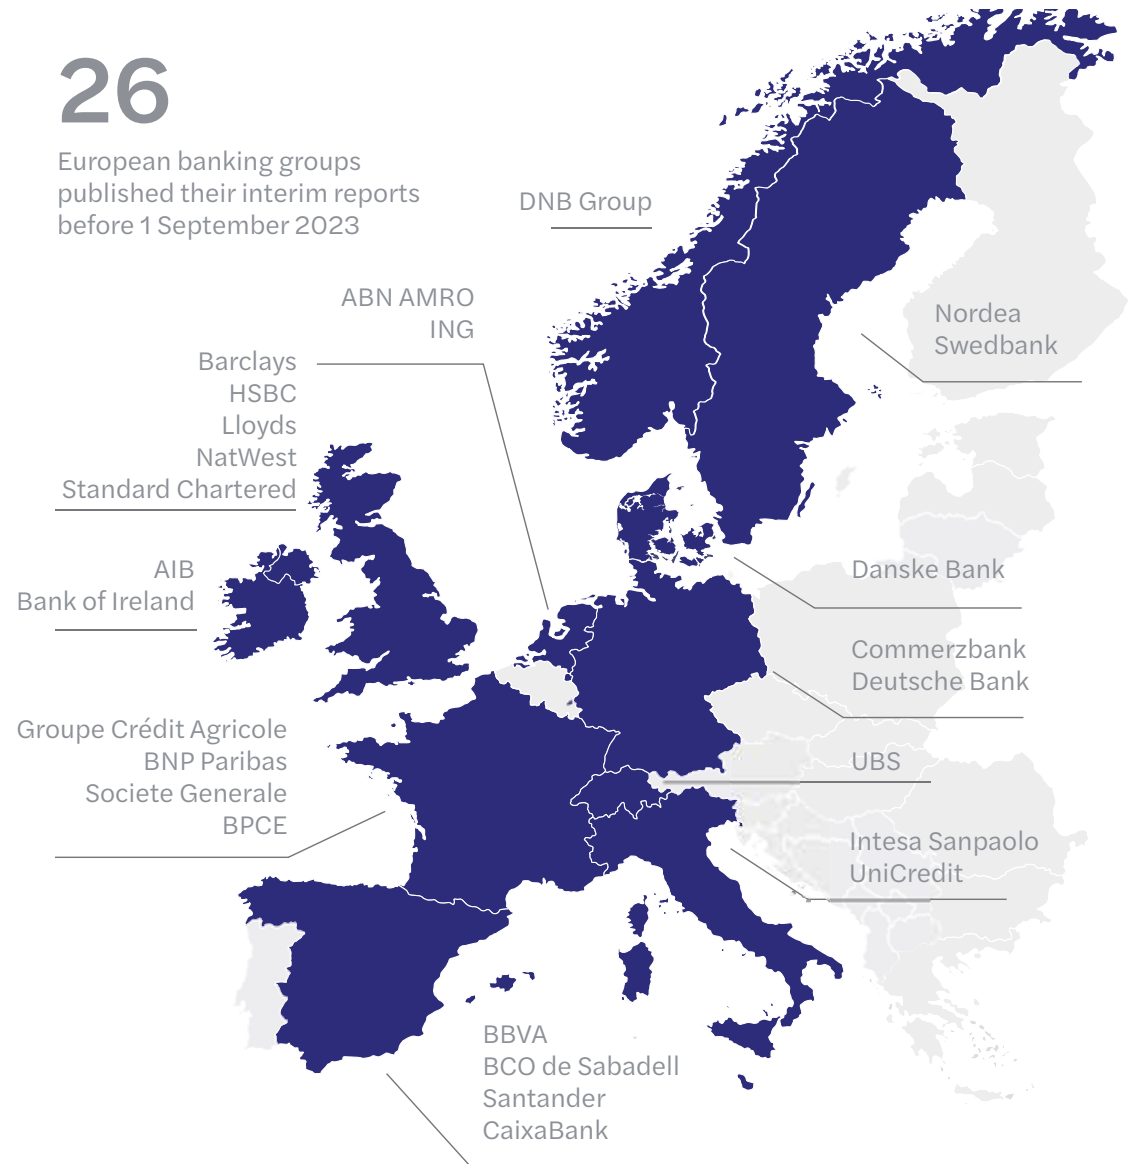 26
European banking groups
published their interim reports
before 1 September 2023
DNB Group
ABN AMRO
ING
Nordea
Swedbank
Barclays
HSBC
Lloyds
NatWest
Standard Chartered
AIB
Bank of Ireland
Danske Bank
Commerzbank
Deutsche Bank
Groupe Crédit Agricole
BNP Paribas
Societe Generale
BPCE
UBS
Intesa Sanpaolo
UniCredit
BBVA
BCO de Sabadell
Santander
CaixaBank